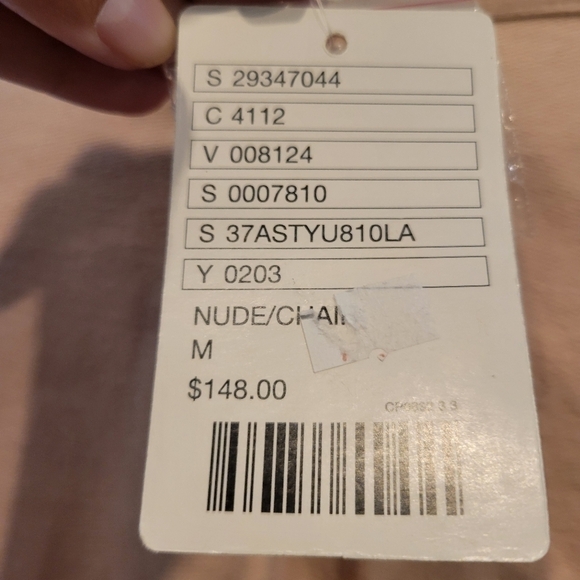 S 29347044
C 4112
V 008124
S 0007810
S 37ASTYU810LA
Y 0203
M
$148.00